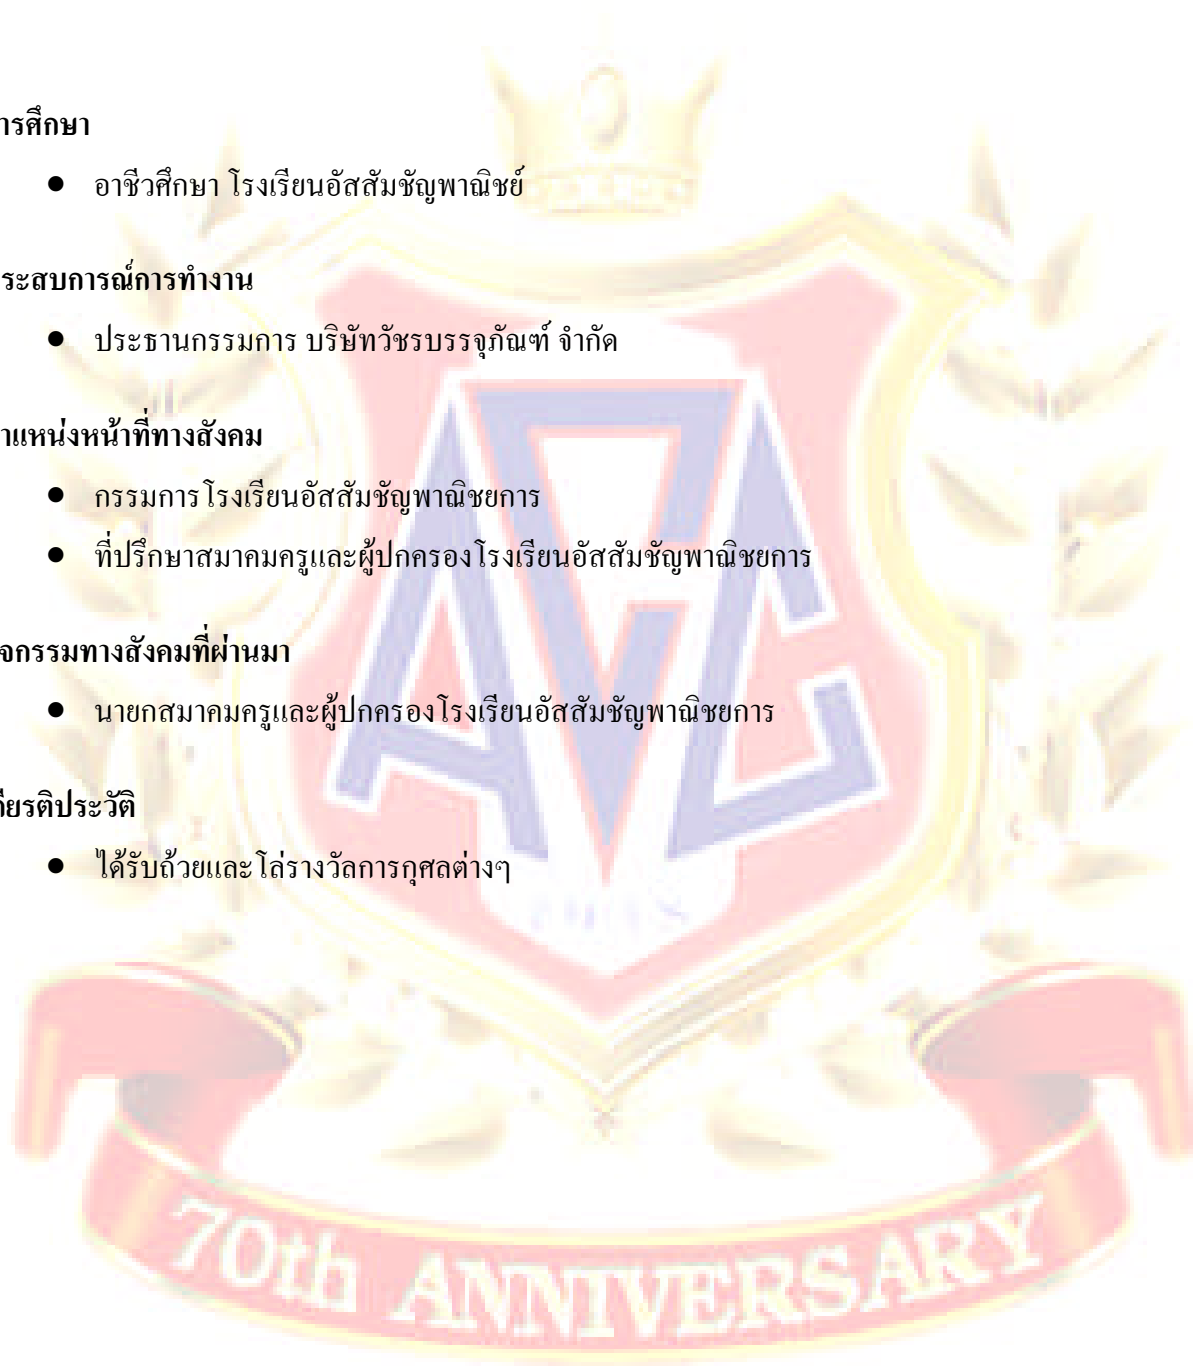 ารศึกษา
● อาชีวศึกษา โรงเรียนอัสสัมชัญพาณิชย์
ระสบการณ์การทำงาน
● ประธานกรรมการ บริษัทวัชรบรรจุภัณฑ์ จำกัด
าแหน่งหน้าที่ทางสังคม
● กรรมการโรงเรียนอัสสัมชัญพาณิชยการ
● ที่ปรึกษาสมาคมครูและผู้ปกครองโรงเรียนอัสสัมชัญพาณิชยการ
จกรรมทางสังคมที่ผ่านมา
● นายกสมาคมครูและผู้ปกครองโรงเรียนอัสสัมชัญพาณิชยการ
กียรติประวัติ
● ได้รับถ้วยและโล่รางวัลการกุศลต่างๆ
ACC
70th ANNIVERSARY